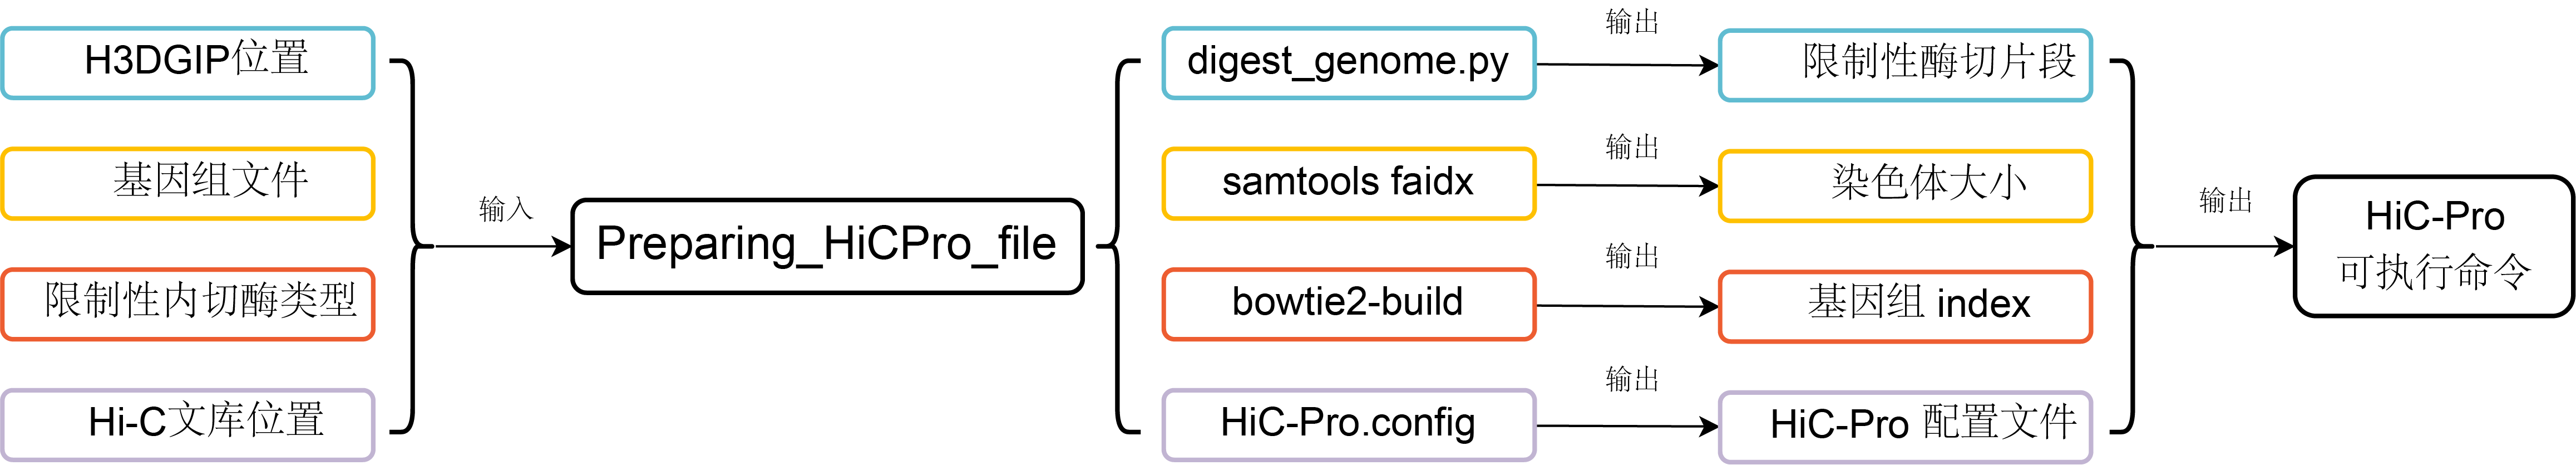 H3DGIP位置
基因组文件
限制性内切酶类型
Hi-C文库位置
输入
Preparing_HiCPro_file
digest_genome.py
输出
限制性酶切片段
samtools faidx
输出
染色体大小
bowtie2-build
输出
基因组 index
HiC-Pro.config
输出
HiC-Pro 配置文件
输出
HiC-Pro
可执行命令